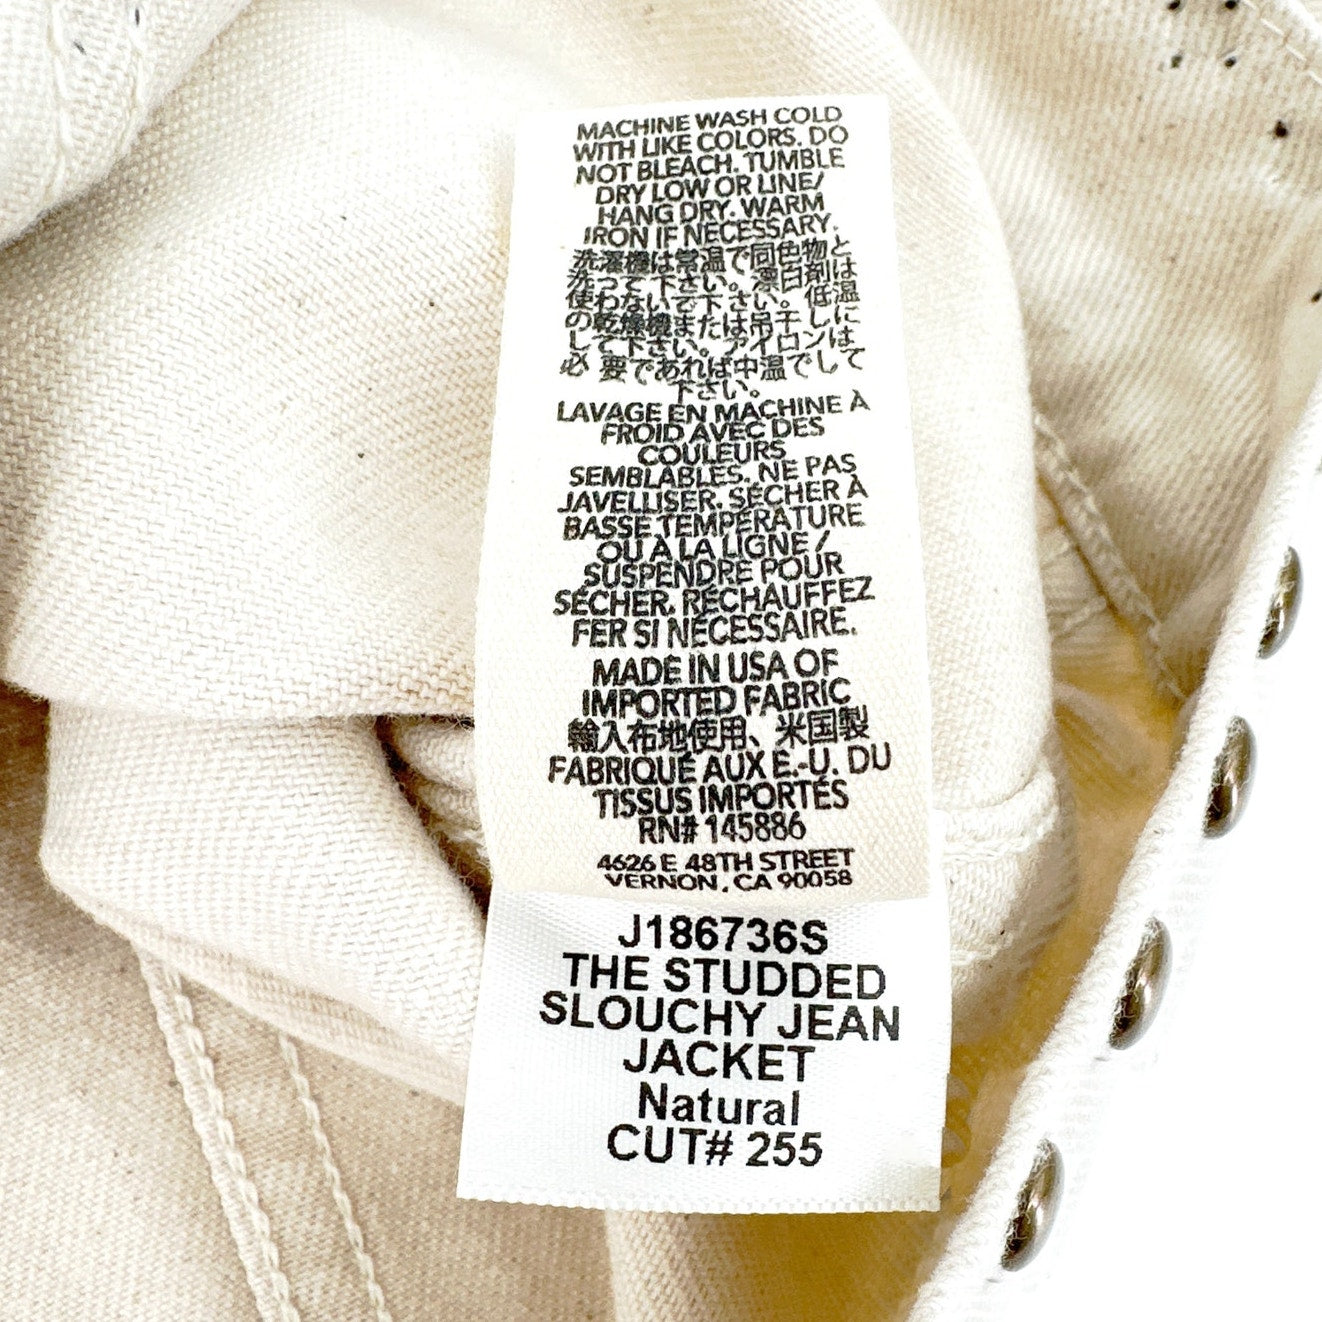 MACHINE WASH COLD
WITH LIKE COLORS. DO
NOT BLEACH. TUMBLE
DRY LOW OR LINE/
HANG DRY. WARM
IRON IF NECESSARY.
洗濯機は常温で同色物と
洗って下さい。漂白剤は
使わないで下さい。低温
の乾燥機または吊干しに
して下さい。アイロンは
必要であれば中温でして
下さい。
LAVAGE EN MACHINE À
FROID AVEC DES
COULEURS
SEMBLABLES. NE PAS
JAVELLISER. SÉCHER À
BASSE TEMPÉRATURE
OU À LA LIGNE/
SUSPENDRE POUR
SÉCHER. RÉCHAUFFEZ
FER SI NÉCESSAIRE.
MADE IN USA OF
IMPORTED FABRIC
輸入布地使用、米国製
FABRIQUÉ AUX É.-U. DU
TISSUS IMPORTÉS
RN# 145886
4626 E 48TH STREET
VERNON, CA 90058
J186736S
THE STUDDED
SLOUCHY JEAN
JACKET
Natural
CUT# 255